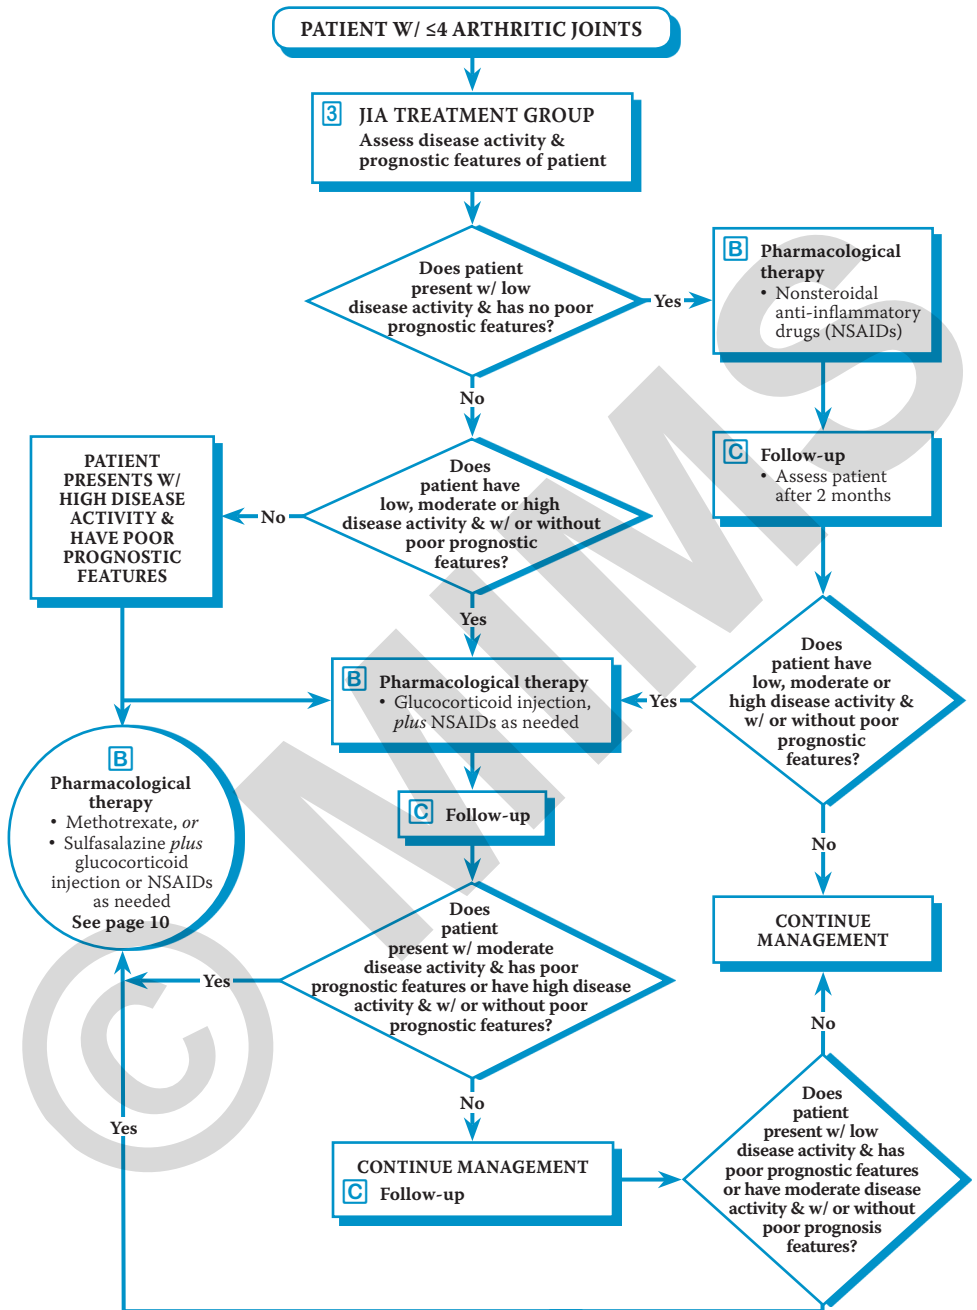 PATIENT W/ ≤4 ARTHRITIC JOINTS
3 JIA TREATMENT GROUP
Assess disease activity &
prognostic features of patient
Does patient
present w/ low
disease activity & has no poor
prognostic features?
Yes
B Pharmacological
therapy
• Nonsteroidal
anti-inflammatory
drugs (NSAIDs)
No
C Follow-up
• Assess patient
after 2 months
Does
patient have
low, moderate or high
disease activity & w/ or without
poor prognostic
features?
No
PATIENT
PRESENTS W/
HIGH DISEASE
ACTIVITY &
HAVE POOR
PROGNOSTIC
FEATURES
Yes
Does
patient have
low, moderate or
high disease activity &
w/ or without poor
prognostic
features?
Yes
B Pharmacological therapy
• Glucocorticoid injection,
plus NSAIDs as needed
B
Pharmacological
therapy
• Methotrexate, or
• Sulfasalazine plus
glucocorticoid
injection or NSAIDs
as needed
See page 10
C Follow-up
No
CONTINUE
MANAGEMENT
Does
patient
present w/ moderate
disease activity & has poor
prognostic features or have high disease
activity & w/ or without poor
prognostic features?
Yes
No
No
CONTINUE MANAGEMENT
C Follow-up
Does
patient
present w/ low
disease activity & has
poor prognostic features
or have moderate disease
activity & w/ or without
poor prognosis
features?
Yes
© MIMS